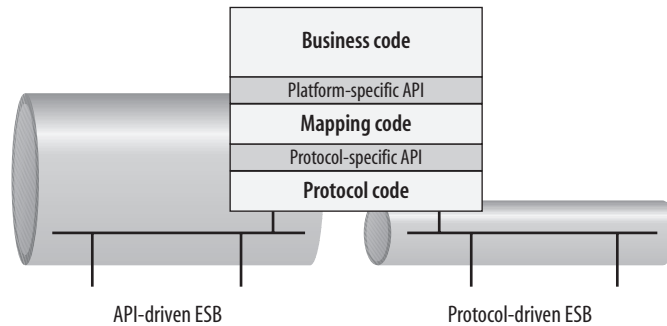 Business code
Platform-specific API
Mapping code
Protocol-specific API
Protocol code
API-driven ESB
Protocol-driven ESB